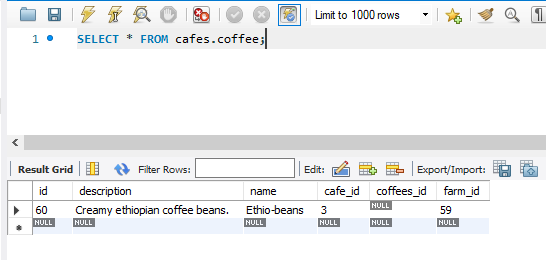 Limit to 1000 rows
1 SELECT * FROM cafes.coffee;
Result Grid Filter Rows: Edit: Export/Import:
id description name cafe_id coffees_id farm_id
60 Creamy ethiopian coffee beans. Ethio-beans 3 NULL 59
NULL NULL NULL NULL NULL NULL